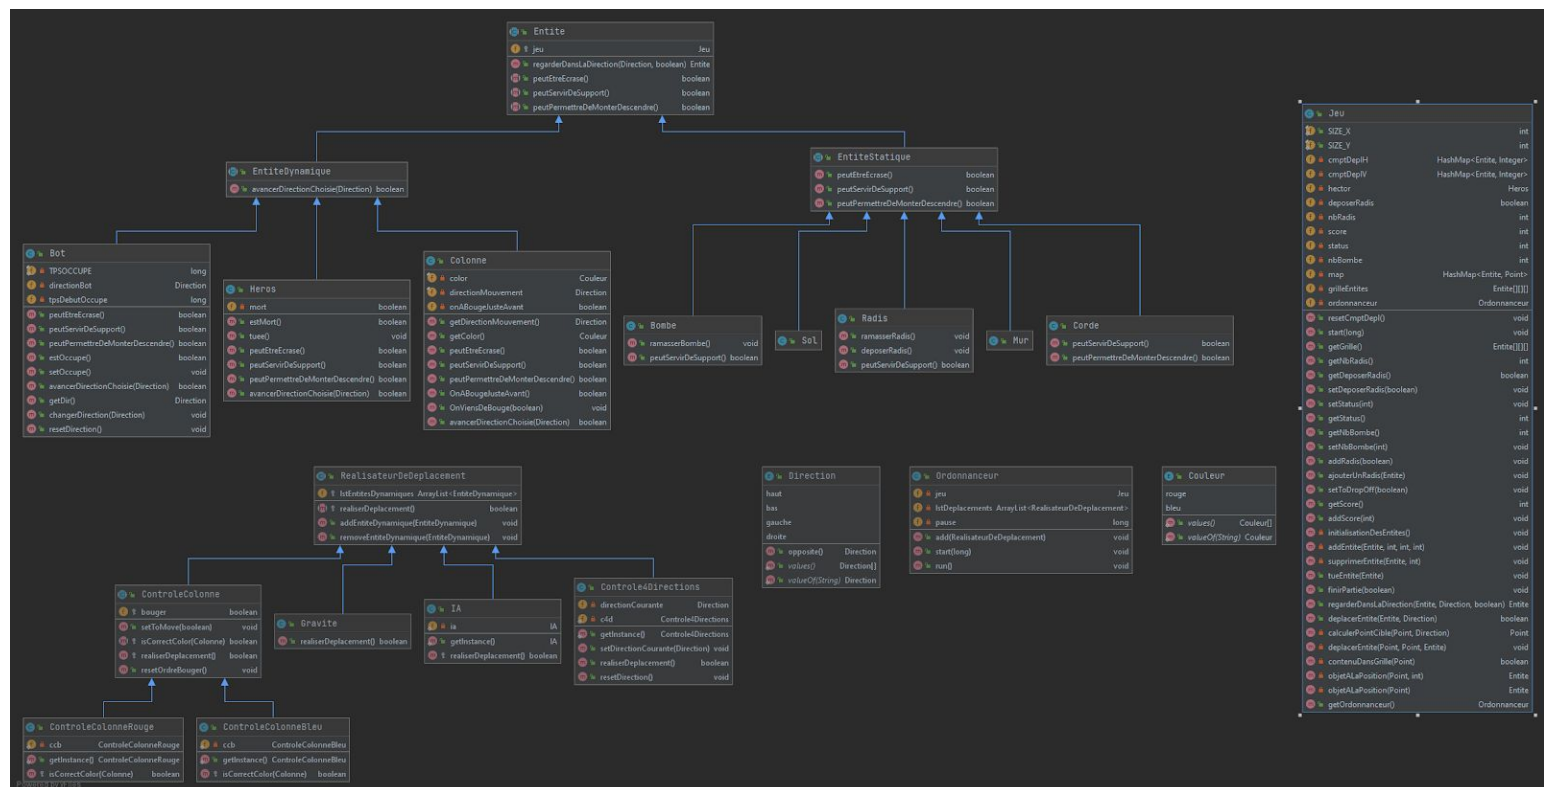 Entite
jeu Jeu
regarderDansLaDirection(Direction, boolean) Entite
peutEtreEcrase() boolean
peutServirDeSupport() boolean
peutPermettreDeMonterDescendre() boolean
EntiteDynamique
avancerDirectionChoisie(Direction) boolean
EntiteStatique
peutEtreEcrase() boolean
peutServirDeSupport() boolean
peutPermettreDeMonterDescendre() boolean
Bot
TPSOCCUPE long
directionBot Direction
tpsDebutOccupe long
peutEtreEcrase() boolean
peutServirDeSupport() boolean
peutPermettreDeMonterDescendre() boolean
estOccupe() boolean
setOccupe() void
avancerDirectionChoisie(Direction) boolean
getDir() Direction
changerDirection(Direction) void
resetDirection() void
Heros
mort boolean
estMort() boolean
tuee() void
peutEtreEcrase() boolean
peutServirDeSupport() boolean
peutPermettreDeMonterDescendre() boolean
avancerDirectionChoisie(Direction) boolean
Colonne
color Couleur
directionMouvement Direction
onABougeJusteAvant boolean
getDirectionMouvement() Direction
getColor() Couleur
peutEtreEcrase() boolean
peutServirDeSupport() boolean
peutPermettreDeMonterDescendre() boolean
OnABougeJusteAvant() boolean
OnViensDeBouge(boolean) void
avancerDirectionChoisie(Direction) boolean
Bombe
ramasserBombe() void
peutServirDeSupport() boolean
Sol
Radis
ramasserRadis() void
deposerRadis() void
peutServirDeSupport() boolean
Mur
Corde
peutServirDeSupport() boolean
peutPermettreDeMonterDescendre() boolean
Jeu
SIZE_X int
SIZE_Y int
cmptDeplH HashMap<Entite, Integer>
cmptDeplV HashMap<Entite, Integer>
hector Heros
deposerRadis boolean
nbRadis int
score int
status int
nbBombe int
map HashMap<Entite, Point>
grilleEntites Entite[][][]
ordonnanceur Ordonnanceur
resetCmptDepl() void
start(long) void
getGrille() Entite[][][]
getNbRadis() int
getDeposerRadis() boolean
setDeposerRadis(boolean) void
setStatus(int) void
getStatus() int
getNbBombe() int
setNbBombe(int) void
addRadis(boolean) void
ajouterUnRadis(Entite) void
setToDropOff(boolean) void
getScore() int
addScore(int) void
initialisationDesEntites() void
addEntite(Entite, int, int, int) void
supprimerEntite(Entite, int) void
tueEntite(Entite) void
finirPartie(boolean) void
regarderDansLaDirection(Entite, Direction, boolean) Entite
deplacerEntite(Entite, Direction) boolean
calculerPointCible(Point, Direction) Point
deplacerEntite(Point, Point, Entite) void
contenuDansGrille(Point) boolean
objetALaPosition(Point, int) Entite
objetALaPosition(Point) Entite
getOrdonnanceur() Ordonnanceur
RealisateurDeDeplacement
lstEntitesDynamiques ArrayList<EntiteDynamique>
realiserDeplacement() boolean
addEntiteDynamique(EntiteDynamique) void
removeEntiteDynamique(EntiteDynamique) void
Direction
haut
bas
gauche
droite
opposite() Direction
values() Direction[]
valueOf(String) Direction
Ordonnanceur
jeu Jeu
lstDeplacements ArrayList<RealisateurDeDeplacement>
pause long
add(RealisateurDeDeplacement) void
start(long) void
run() void
Couleur
rouge
bleu
values() Couleur[]
valueOf(String) Couleur
ControleColonne
bouger boolean
setToMove(boolean) void
isCorrectColor(Colonne) boolean
realiserDeplacement() boolean
resetOrdreBouger() void
Gravite
realiserDeplacement() boolean
IA
ia IA
getInstance() IA
realiserDeplacement() boolean
Controle4Directions
directionCourante Direction
c4d Controle4Directions
getInstance() Controle4Directions
setDirectionCourante(Direction) void
realiserDeplacement() boolean
resetDirection() void
ControleColonneRouge
ccb ControleColonneRouge
getInstance() ControleColonneRouge
isCorrectColor(Colonne) boolean
ControleColonneBleu
ccb ControleColonneBleu
getInstance() ControleColonneBleu
isCorrectColor(Colonne) boolean
Powered by yFiles